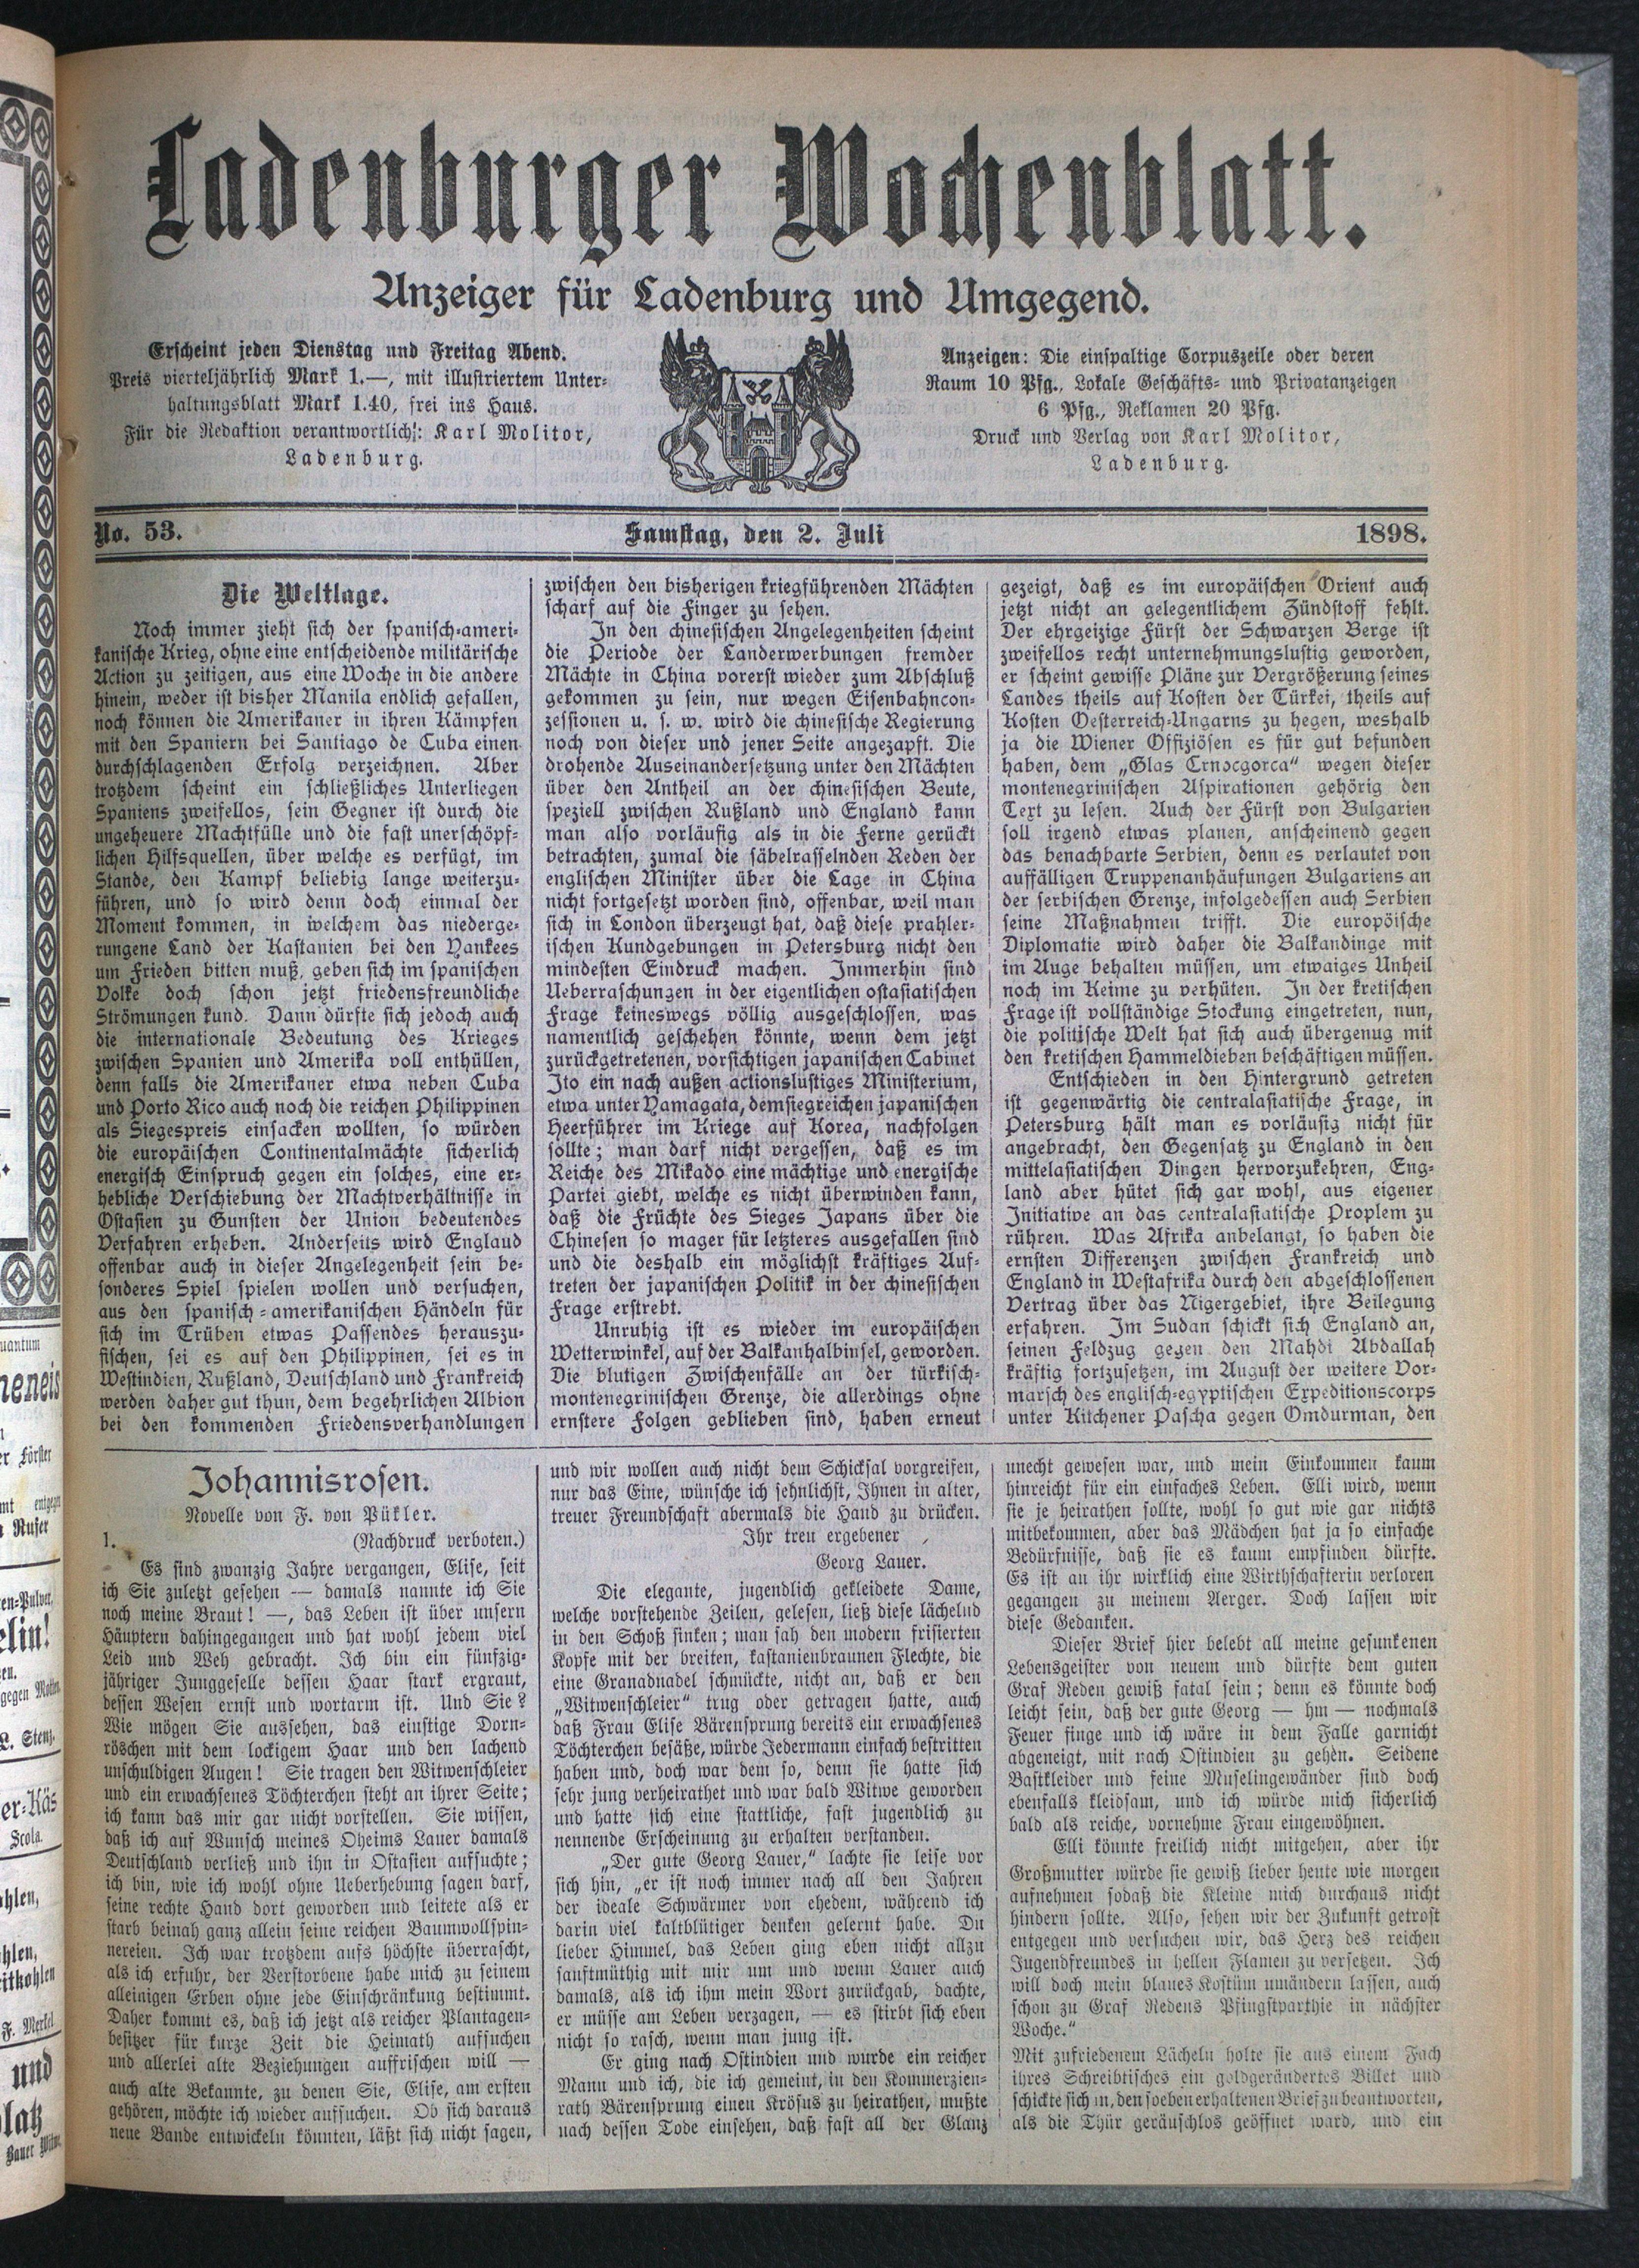 Ladenburger Wochenblatt.
Anzeiger für Ladenburg und Umgegend.
Erscheint jeden Dienstag und Freitag Abend.
Preis vierteljährlich Mark 1.—, mit illustriertem Unter-
haltungsblatt Mark 1.40, frei ins Haus.
Für die Redaktion verantwortlich: Karl Molitor,
Ladenburg.
Anzeigen: Die einspaltige Corpuszeile oder deren
Raum 10 Pfg., Lokale Geschäfts- und Privatanzeigen
6 Pfg., Reklamen 20 Pfg.
Druck und Verlag von Karl Molitor,
Ladenburg.
No. 53.
Samstag, den 2. Juli
1898.
Die Weltlage.
Noch immer zieht sich der spanisch-ameri-
kanische Krieg, ohne eine entscheidende militärische
Action zu zeitigen, aus eine Woche in die andere
hinein, weder ist bisher Manila endlich gefallen,
noch können die Amerikaner in ihren Kämpfen
mit den Spaniern bei Santiago de Cuba einen
durchschlagenden Erfolg verzeichnen. Aber
trotzdem scheint ein schließliches Unterliegen
Spaniens zweifellos, sein Gegner ist durch die
ungeheuere Machtfülle und die fast unerschöpf-
lichen Hilfsquellen, über welche es verfügt, im
Stande, den Kampf beliebig lange weiterzu-
führen, und so wird denn doch einmal der
Moment kommen, in welchem das niederge-
rungene Land der Kastanien bei den Yankees
um Frieden bitten muß, geben sich im spanischen
Volke doch schon jetzt friedensfreundliche
Strömungen kund. Dann dürfte sich jedoch auch
die internationale Bedeutung des Krieges
zwischen Spanien und Amerika voll enthüllen,
denn falls die Amerikaner etwa neben Cuba
und Porto Rico auch noch die reichen Philippinen
als Siegespreis einsacken wollten, so würden
die europäischen Continentalmächte sicherlich
energisch Einspruch gegen ein solches, eine er-
hebliche Verschiebung der Machtverhältnisse in
Ostasien zu Gunsten der Union bedeutendes
Verfahren erheben. Anderseits wird Englaud
offenbar auch in dieser Angelegenheit sein be-
sonderes Spiel spielen wollen und versuchen,
aus den spanisch-amerikanischen Händeln für
sich im Trüben etwas Passendes herauszu-
fischen, sei es auf den Philippinen, sei es in
Westindien, Rußland, Deutschland und Frankreich
werden daher gut thun, dem begehrlichen Albion
bei den kommenden Friedensverhandlungen
zwischen den bisherigen kriegführenden Mächten
scharf auf die Finger zu sehen.
In den chinesischen Angelegenheiten scheint
die Periode der Landerwerbungen fremder
Mächte in China vorerst wieder zum Abschluß
gekommen zu sein, nur wegen Eisenbahncon-
zessionen u. s. w. wird die chinesische Regierung
noch von dieser und jener Seite angezapft. Die
drohende Auseinandersetzung unter den Mächten
über den Antheil an der chinesischen Beute,
speziell zwischen Rußland und England kann
man also vorläufig als in die Ferne gerückt
betrachten, zumal die säbelrasselnden Reden der
englischen Minister über die Lage in China
nicht fortgesetzt worden sind, offenbar, weil man
sich in London überzeugt hat, daß diese prahler-
ischen Kundgebungen in Petersburg nicht den
mindesten Eindruck machen. Immerhin sind
Ueberraschungen in der eigentlichen ostasiatischen
Frage keineswegs völlig ausgeschlossen, was
namentlich geschehen könnte, wenn dem jetzt
zurückgetretenen, vorsichtigen japanischen Cabinet
Ito ein nach außen actionslustiges Ministerium,
etwa unter Yamagata, dem siegreichen japanischen
Heerführer im Kriege auf Korea, nachfolgen
sollte; man darf nicht vergessen, daß es im
Reiche des Mikado eine mächtige und energische
Partei giebt, welche es nicht überwinden kann,
daß die Früchte des Sieges Japans über die
Chinesen so mager für letzteres ausgefallen sind
und die deshalb ein möglichst kräftiges Auf-
treten der japanischen Politik in der chinesischen
Frage erstrebt.
Unruhig ist es wieder im europäischen
Wetterwinkel, auf der Balkanhalbinsel, geworden.
Die blutigen Zwischenfälle an der türkisch-
montenegrinischen Grenze, die allerdings ohne
ernstere Folgen geblieben sind, haben erneut
gezeigt, daß es im europäischen Orient auch
jetzt nicht an gelegentlichem Zündstoff fehlt.
Der ehrgeizige Fürst der Schwarzen Berge ist
zweifellos recht unternehmungslustig geworden,
er scheint gewisse Pläne zur Vergrößerung seines
Landes theils auf Kosten der Türkei, theils auf
Kosten Oesterreich-Ungarns zu hegen, weshalb
ja die Wiener Offiziösen es für gut befunden
haben, dem „Glas Crnocgorca“ wegen dieser
montenegrinischen Aspirationen gehörig den
Text zu lesen. Auch der Fürst von Bulgarien
soll irgend etwas planen, anscheinend gegen
das benachbarte Serbien, denn es verlautet von
auffälligen Truppenanhäufungen Bulgariens an
der serbischen Grenze, infolgedessen auch Serbien
seine Maßnahmen trifft. Die europöische
Diplomatie wird daher die Balkandinge mit
im Auge behalten müssen, um etwaiges Unheil
noch im Keime zu verhüten. In der kretischen
Frage ist vollständige Stockung eingetreten, nun,
die politische Welt hat sich auch übergenug mit
den kretischen Hammeldieben beschäftigen müssen.
Entschieden in den Hintergrund getreten
ist gegenwärtig die centralasiatische Frage, in
Petersburg hält man es vorläufig nicht für
angebracht, den Gegensatz zu England in den
mittelasiatischen Dingen hervorzukehren, Eng-
land aber hütet sich gar wohl, aus eigener
Initiative an das centralasiatische Proplem zu
rühren. Was Afrika anbelangt, so haben die
ernsten Differenzen zwischen Frankreich und
England in Westafrika durch den abgeschlossenen
Vertrag über das Nigergebiet, ihre Beilegung
erfahren. Im Sudan schickt sich England an,
seinen Feldzug gegen den Mahdi Abdallah
kräftig fortzusetzen, im August der weitere Vor-
marsch des englisch-egyptischen Expeditionscorps
unter Kitchener Pascha gegen Omdurman, den
Johannisrosen.
Novelle von F. von Pükler.
1. (Nachdruck verboten.)
Es sind zwanzig Jahre vergangen, Elise, seit
ich Sie zuletzt gesehen — damals nannte ich Sie
noch meine Braut! —, das Leben ist über unsern
Häuptern dahingegangen und hat wohl jedem viel
Leid und Weh gebracht. Ich bin ein fünfzig-
jähriger Junggeselle dessen Haar stark ergraut,
dessen Wesen ernst und wortarm ist. Und Sie?
Wie mögen Sie aussehen, das einstige Dorn-
röschen mit dem lockigem Haar und den lachend
unschuldigen Augen! Sie tragen den Witwenschleier
und ein erwachsenes Töchterchen steht an ihrer Seite;
ich kann das mir gar nicht vorstellen. Sie wissen,
daß ich auf Wunsch meines Oheims Lauer damals
Deutschland verließ und ihn in Ostasien aufsuchte;
ich bin, wie ich wohl ohne Ueberhebung sagen darf,
seine rechte Hand dort geworden und leitete als er
starb beinah ganz allein seine reichen Baumwollspin-
nereien. Ich war trotzdem aufs höchste überrascht,
als ich erfuhr, der Verstorbene habe mich zu seinem
alleinigen Erben ohne jede Einschränkung bestimmt.
Daher kommt es, daß ich jetzt als reicher Plantagen-
besitzer für kurze Zeit die Heimath aufsuchen
und allerlei alte Beziehungen auffrischen will —
auch alte Bekannte, zu denen Sie, Elise, am ersten
gehören, möchte ich wieder aufsuchen. Ob sich daraus
neue Bande entwickeln könnten, läßt sich nicht sagen,
und wir wollen auch nicht dem Schicksal vorgreifen,
nur das Eine, wünsche ich sehnlichst, Ihnen in alter,
treuer Freundschaft abermals die Hand zu drücken.
Ihr treu ergebener
Georg Lauer.
Die elegante, jugendlich gekleidete Dame,
welche vorstehende Zeilen, gelesen, ließ diese lächelnd
in den Schoß sinken; man sah den modern frisierten
Kopfe mit der breiten, kastanienbraunen Flechte, die
eine Granadnadel schmückte, nicht an, daß er den
„Witwenschleier“ trug oder getragen hatte, auch
daß Frau Elise Bärensprung bereits ein erwachsenes
Töchterchen besäße, würde Jedermann einfach bestritten
haben und, doch war dem so, denn sie hatte sich
sehr jung verheirathet und war bald Witwe geworden
und hatte sich eine stattliche, fast jugendlich zu
nennende Erscheinung zu erhalten verstanden.
„Der gute Georg Lauer,“ lachte sie leise vor
sich hin, „er ist noch immer nach all den Jahren
der ideale Schwärmer von ehedem, während ich
darin viel kaltblütiger denken gelernt habe. Du
lieber Himmel, das Leben ging eben nicht allzu
sanftmüthig mit mir um und wenn Lauer auch
damals, als ich ihm mein Wort zurückgab, dachte,
er müsse am Leben verzagen, — es stirbt sich eben
nicht so rasch, wenn man jung ist.
Er ging nach Ostindien und wurde ein reicher
Mann und ich, die ich gemeint, in den Kommerzien-
rath Bärensprung einen Krösus zu heirathen, mußte
nach dessen Tode einsehen, daß fast all der Glanz
unecht gewesen war, und mein Einkommen kaum
hinreicht für ein einfaches Leben. Elli wird, wenn
sie je heirathen sollte, wohl so gut wie gar nichts
mitbekommen, aber das Mädchen hat ja so einfache
Bedürfnisse, daß sie es kaum empfinden dürfte.
Es ist an ihr wirklich eine Wirthschafterin verloren
gegangen zu meinem Aerger. Doch lassen wir
diese Gedanken.
Dieser Brief hier belebt all meine gesunkenen
Lebensgeister von neuem und dürfte dem guten
Graf Reden gewiß fatal sein; denn es könnte doch
leicht sein, daß der gute Georg — hm — nochmals
Feuer finge und ich wäre in dem Falle garnicht
abgeneigt, mit nach Ostindien zu gehen. Seidene
Bastkleider und feine Muselingewänder sind doch
ebenfalls kleidsam, und ich würde mich sicherlich
bald als reiche, vornehme Frau eingewöhnen.
Elli könnte freilich nicht mitgehen, aber ihr
Großmutter würde sie gewiß lieber heute wie morgen
aufnehmen sodaß die Kleine mich durchaus nicht
hindern sollte. Also, sehen wir der Zukunft getrost
entgegen und versuchen wir, das Herz des reichen
Jugendfreundes in hellen Flamen zu versetzen. Ich
will doch mein blaues Kostüm umändern lassen, auch
schon zu Graf Redens Pfingstparthie in nächster
Woche.“
Mit zufriedenem Lächeln holte sie aus einem Fach
ihres Schreibtisches ein goldgerändertes Billet und
schickte sich an, den soeben erhaltenen Brief zu beantworten,
als die Thür geräuschlos geöffnet ward, und ein